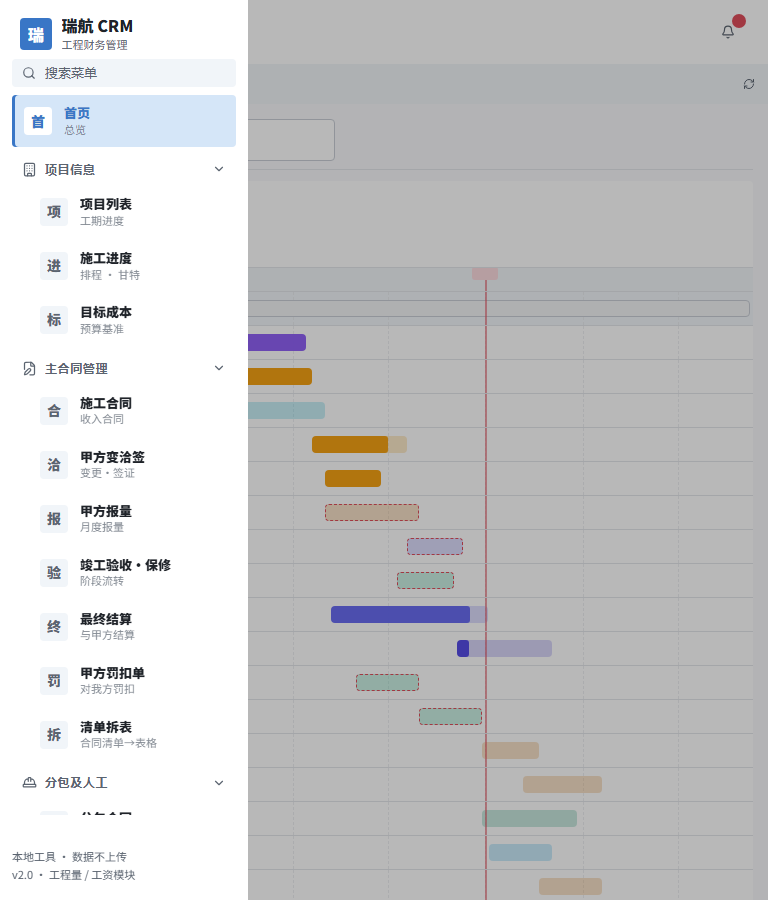 瑞
瑞航 CRM
工程财务管理
搜索菜单
首
首页
总览
项目信息
项
项目列表
工期进度
进
施工进度
排程 · 甘特
标
目标成本
预算基准
主合同管理
合
施工合同
收入合同
洽
甲方变洽签
变更·签证
报
甲方报量
月度报量
验
竣工验收·保修
阶段流转
终
最终结算
与甲方结算
罚
甲方罚扣单
对我方罚扣
拆
清单拆表
合同清单→表格
分包及人工
分包合同
本地工具 · 数据不上传
v2.0 · 工程量 / 工资模块